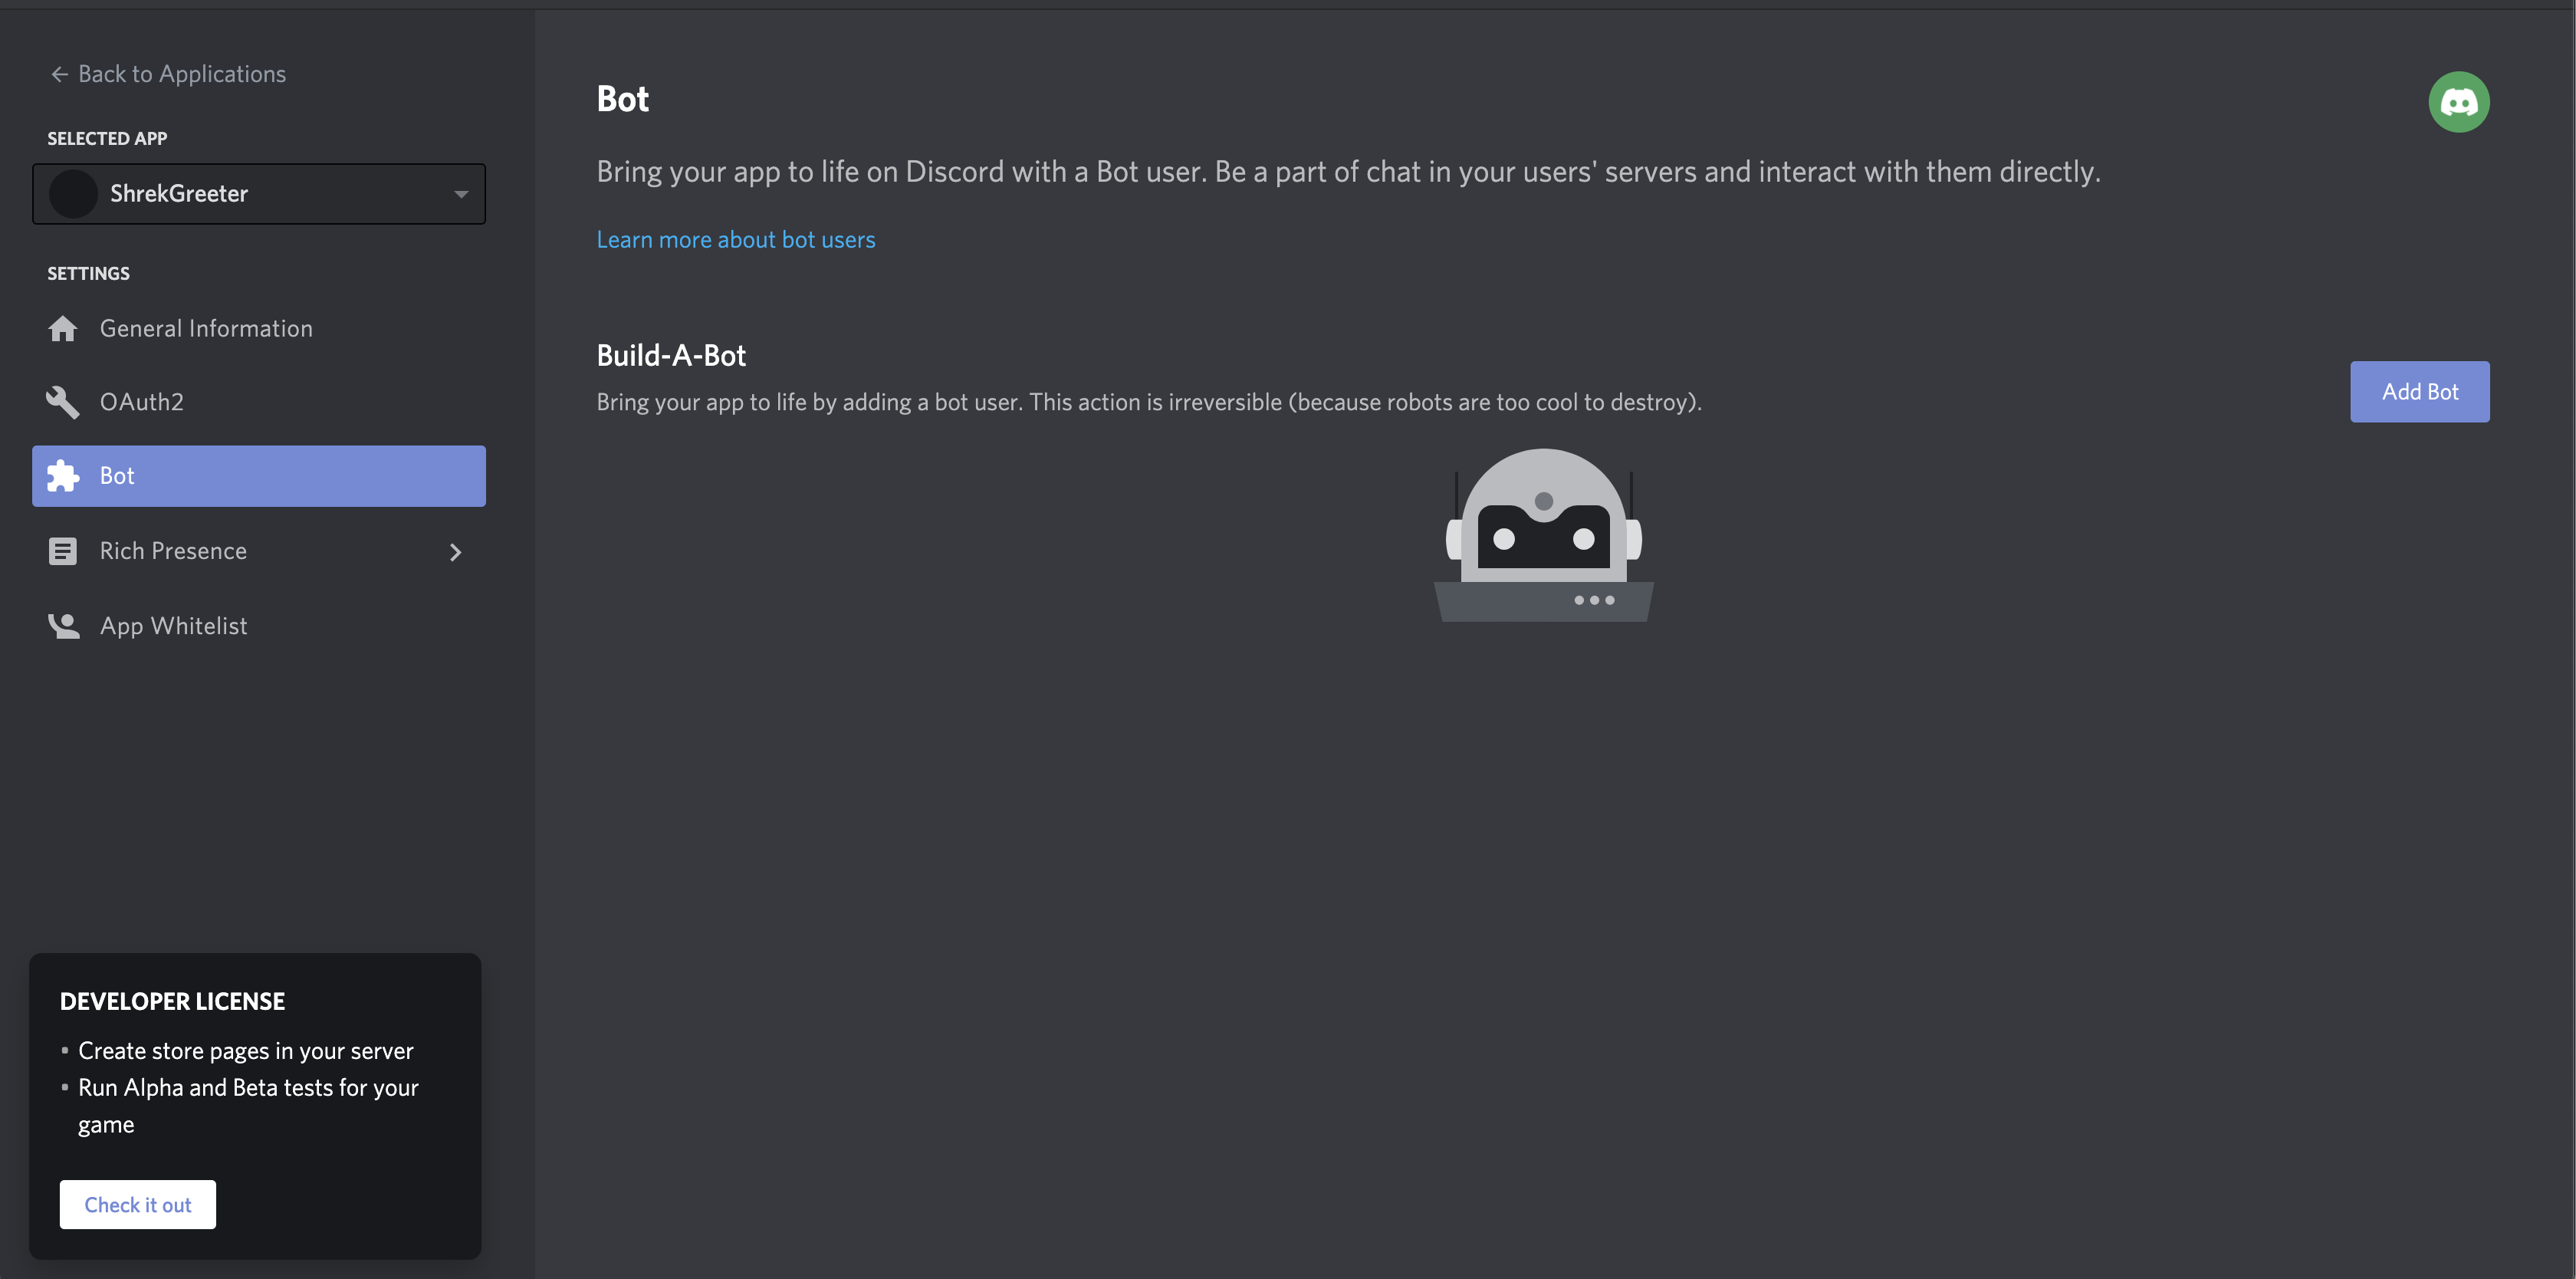 Back to Applications
SELECTED APP
ShrekGreeter
SETTINGS
General Information
OAuth2
Bot
Rich Presence
App Whitelist
DEVELOPER LICENSE
• Create store pages in your server
• Run Alpha and Beta tests for your
game
Check it out
Bot
Bring your app to life on Discord with a Bot user. Be a part of chat in your users' servers and interact with them directly.
Learn more about bot users
Build-A-Bot
Bring your app to life by adding a bot user. This action is irreversible (because robots are too cool to destroy).
Add Bot